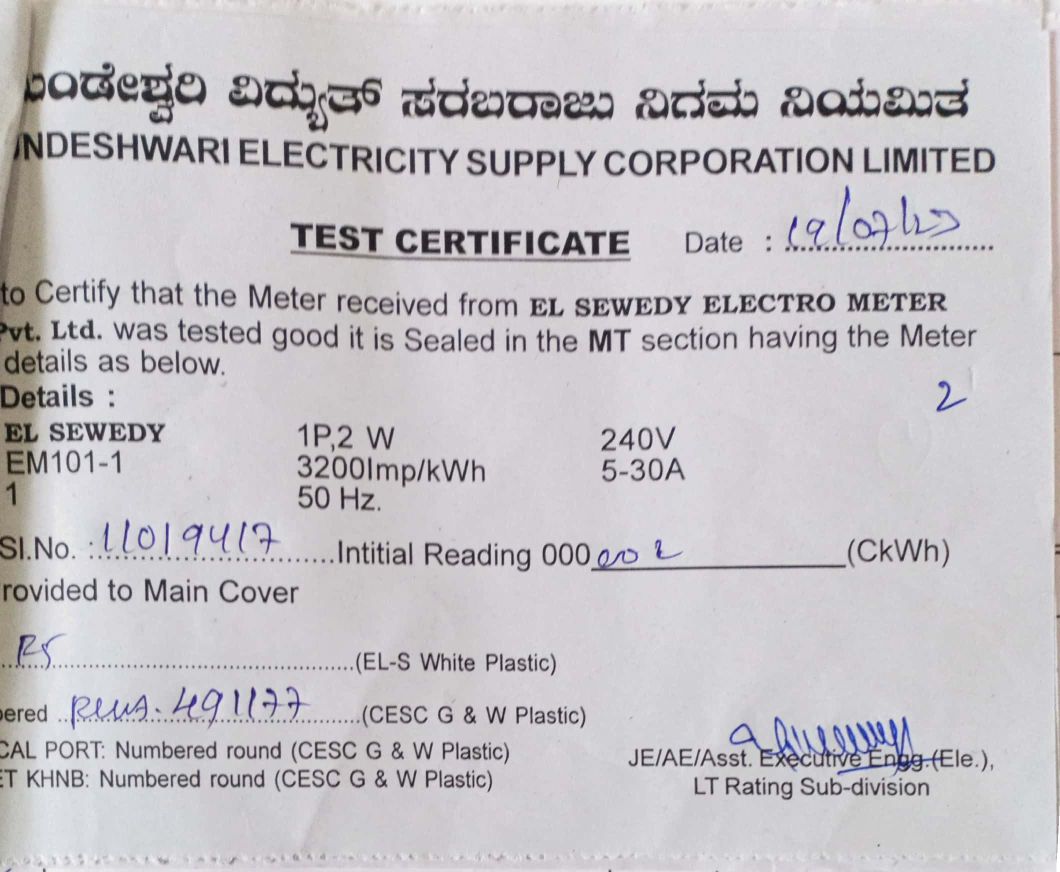 ಂಡೇಶ್ವರಿ ವಿದ್ಯುತ್ ಸರಬರಾಜು ನಿಗಮ ನಿಯಮಿತ
NDESHWARI ELECTRICITY SUPPLY CORPORATION LIMITED
TEST CERTIFICATE Date : 19/07/
to Certify that the Meter received from EL SEWEDY ELECTRO METER
Pvt. Ltd. was tested good it is Sealed in the MT section having the Meter
details as below.
Details :
2
EL SEWEDY 1P,2 W 240V
EM101-1 3200Imp/kWh 5-30A
1 50 Hz.
Sl.No. : 11019417 Intitial Reading 000 002 (CkWh)
rovided to Main Cover
(EL-S White Plastic)
ered 491177 (CESC G & W Plastic)
CAL PORT: Numbered round (CESC G & W Plastic)
ET KHNB: Numbered round (CESC G & W Plastic)
JE/AE/Asst. Executive Engg.(Ele.),
LT Rating Sub-division